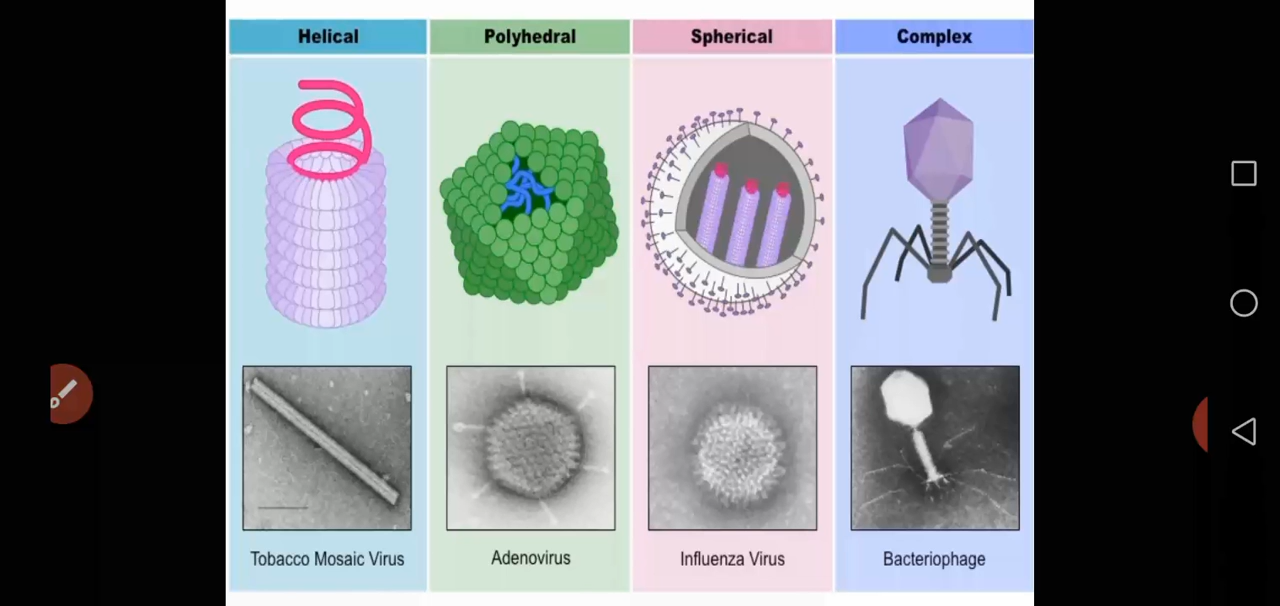 Helical
Polyhedral
Spherical
Complex
Tobacco Mosaic Virus
Adenovirus
Influenza Virus
Bacteriophage